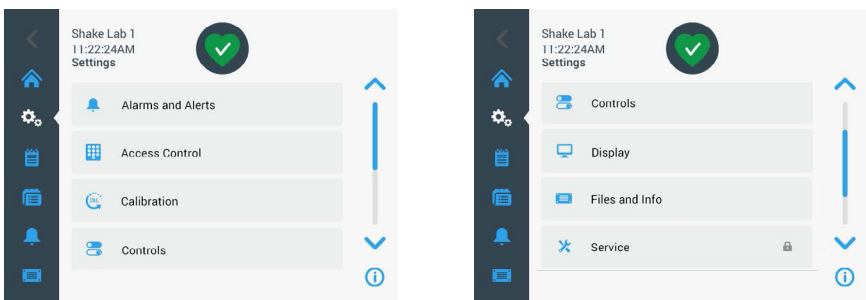 Shake Lab 1
11:22:24AM
Settings
Alarms and Alerts
Access Control
Calibration
Controls
Shake Lab 1
11:22:24AM
Settings
Controls
Display
Files and Info
Service